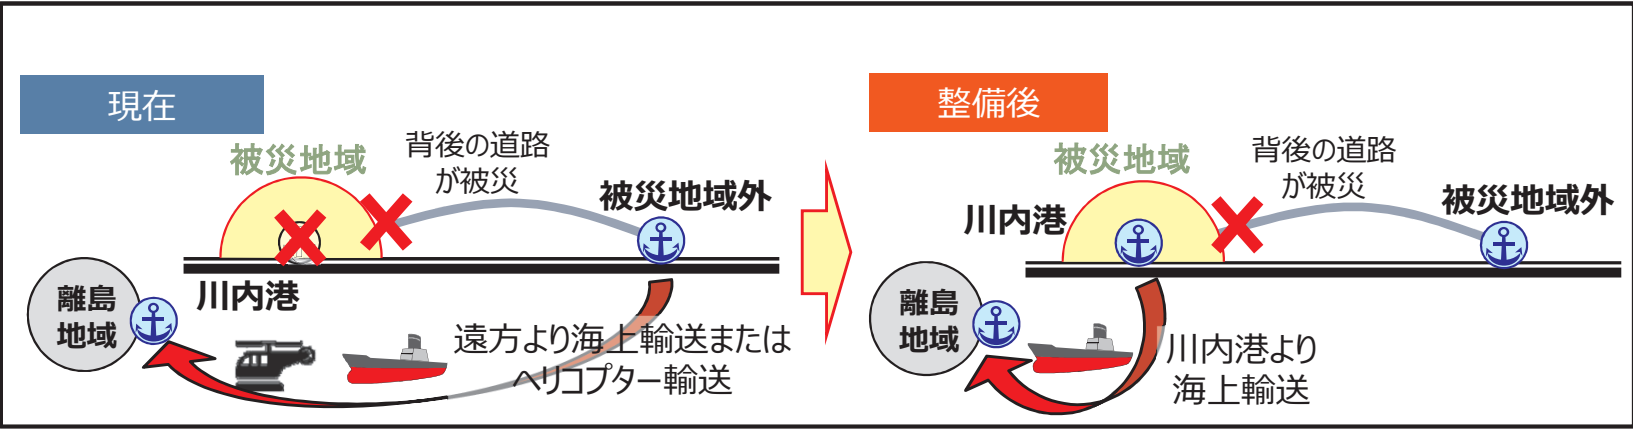 現在
被災地域
背後の道路
が被災
被災地域外
川内港
離島
地域
遠方より海上輸送または
ヘリコプター輸送
整備後
被災地域
背後の道路
が被災
川内港
被災地域外
離島
地域
川内港より
海上輸送